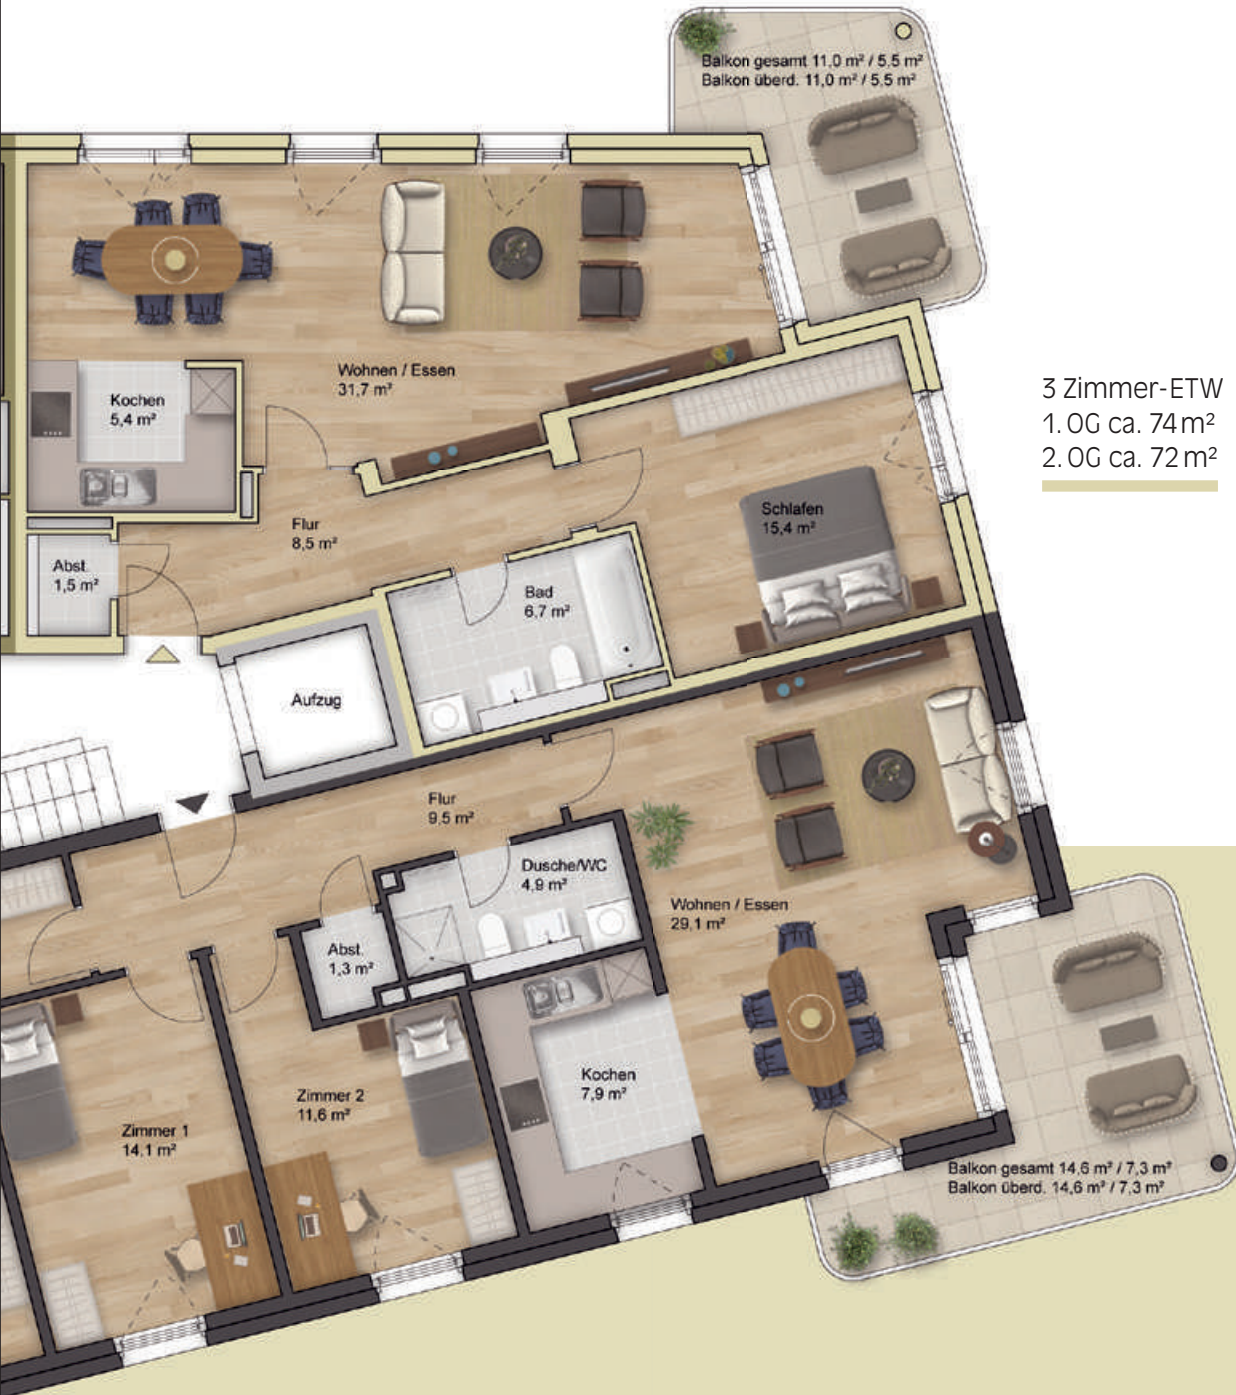 Balkon gesamt 11,0 m² / 5,5 m²
Balkon überd. 11,0 m² / 5,5 m²
Wohnen / Essen
31,7 m²
Kochen
5,4 m²
3 Zimmer-ETW
1. OG ca. 74 m²
2. OG ca. 72 m²
Schlafen
15,4 m²
Flur
8,5 m²
Abst.
1,5 m²
Bad
6,7 m²
Aufzug
Flur
9,5 m²
Dusche/WC
4,9 m²
Wohnen / Essen
29,1 m²
Abst.
1,3 m²
Kochen
7,9 m²
Zimmer 2
11,6 m²
Zimmer 1
14,1 m²
Balkon gesamt 14,6 m² / 7,3 m²
Balkon überd. 14,6 m² / 7,3 m²